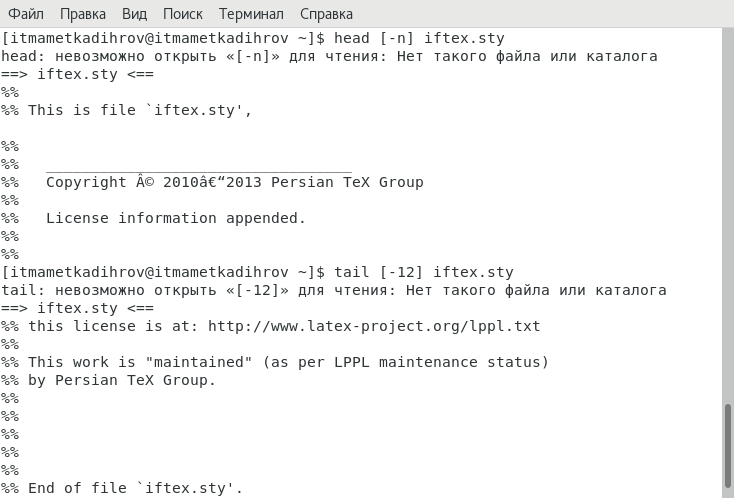 Файл Правка Вид Поиск Терминал Справка
[itmametkadihrov@itmametkadihrov ~]$ head [-n] iftex.sty
head: невозможно открыть «[-n]» для чтения: Нет такого файла или каталога
==> iftex.sty <==
%%
%% This is file `iftex.sty',
%%
%%   __________________________________
%%   Copyright Â© 2010â€“2013 Persian TeX Group
%%
%%   License information appended.
%%
%%
[itmametkadihrov@itmametkadihrov ~]$ tail [-12] iftex.sty
tail: невозможно открыть «[-12]» для чтения: Нет такого файла или каталога
==> iftex.sty <==
%% this license is at: http://www.latex-project.org/lppl.txt
%%
%% This work is "maintained" (as per LPPL maintenance status)
%% by Persian TeX Group.
%%
%%
%%
%%
%%
%% End of file `iftex.sty'.